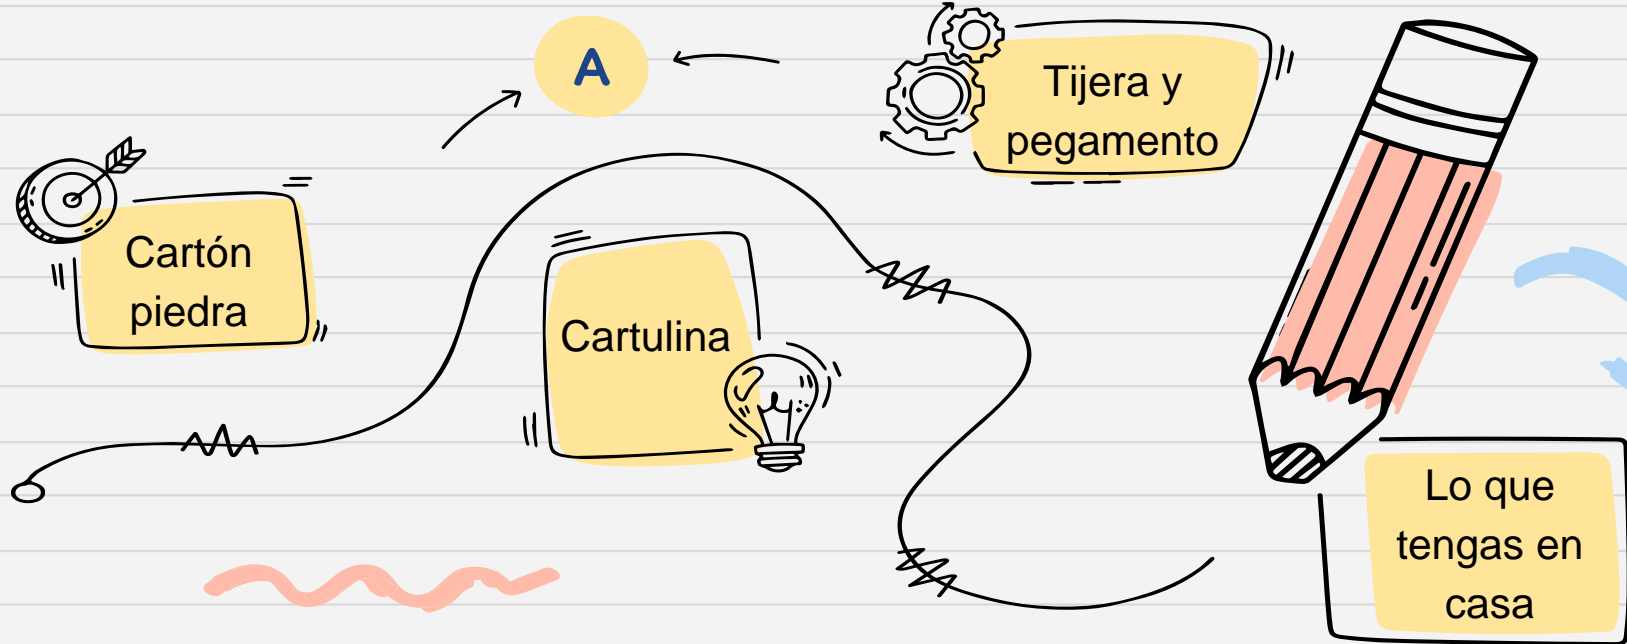 A
Tijera y
pegamento
Cartón
piedra
Cartulina
Lo que
tengas en
casa